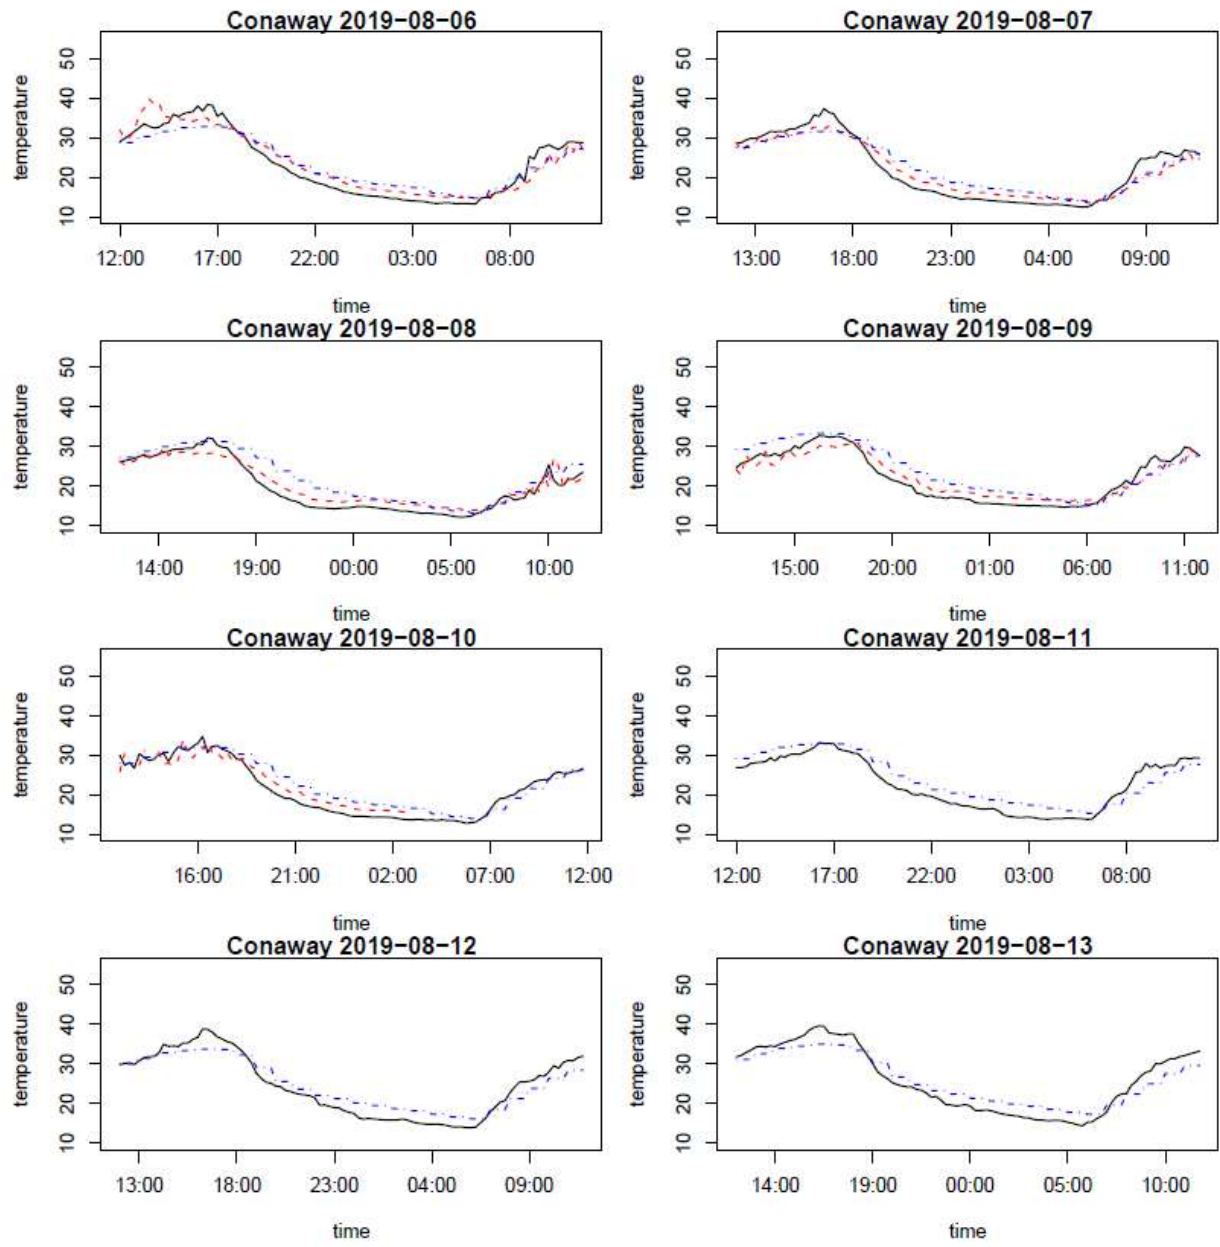 Conaway 2019−08−06
temperature
10 20 30 40 50
12:00 17:00 22:00 03:00 08:00
time
Conaway 2019−08−07
temperature
10 20 30 40 50
13:00 18:00 23:00 04:00 09:00
time
Conaway 2019−08−08
temperature
10 20 30 40 50
14:00 19:00 00:00 05:00 10:00
time
Conaway 2019−08−09
temperature
10 20 30 40 50
15:00 20:00 01:00 06:00 11:00
time
Conaway 2019−08−10
temperature
10 20 30 40 50
16:00 21:00 02:00 07:00 12:00
time
Conaway 2019−08−11
temperature
10 20 30 40 50
12:00 17:00 22:00 03:00 08:00
time
Conaway 2019−08−12
temperature
10 20 30 40 50
13:00 18:00 23:00 04:00 09:00
time
Conaway 2019−08−13
temperature
10 20 30 40 50
14:00 19:00 00:00 05:00 10:00
time